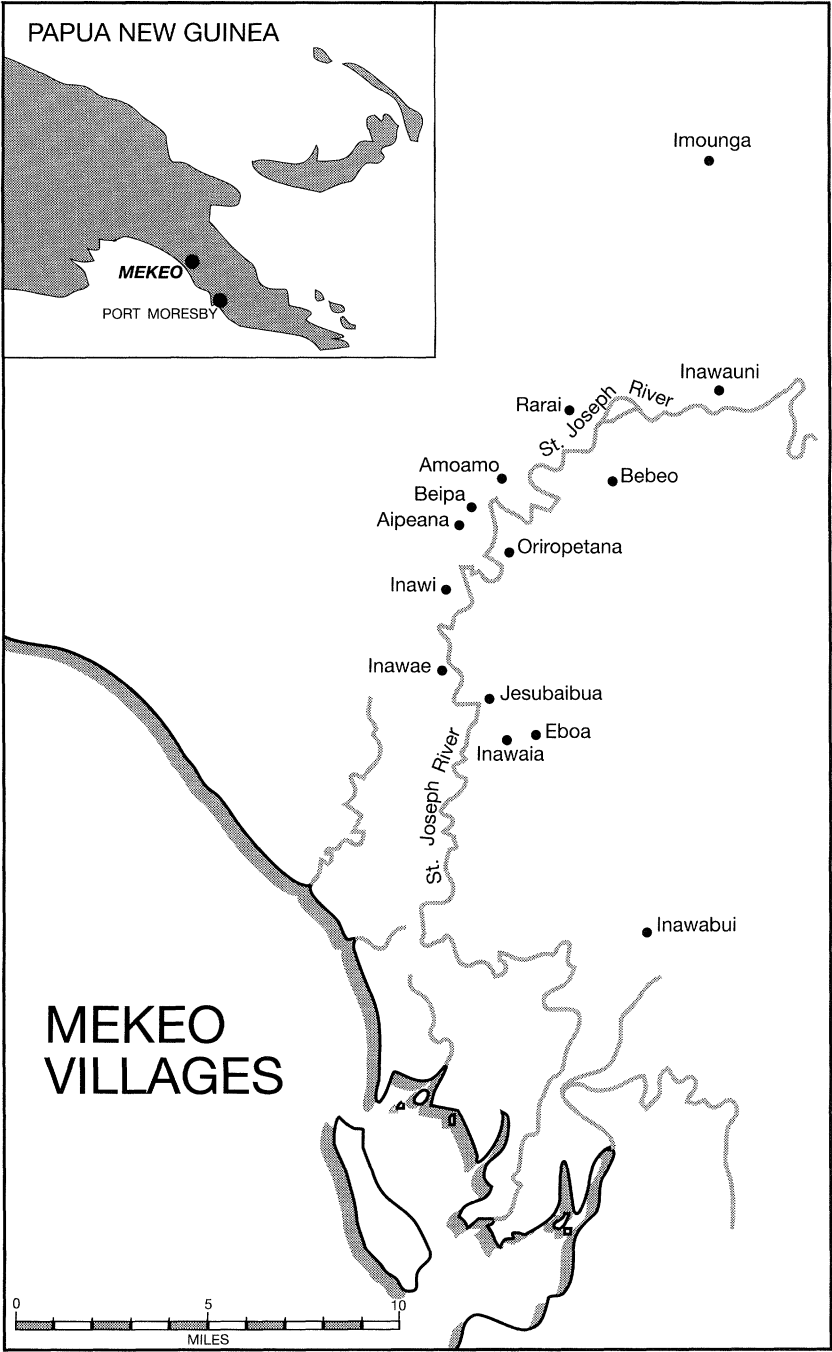 PAPUA NEW GUINEA
MEKEO
PORT MORESBY
Imounga
Inawauni
Rarai
St. Joseph River
Amoamo
Bebeo
Beipa
Aipeana
Oriropetana
Inawi
Inawae
Jesubaibua
Eboa
Inawaia
St. Joseph River
Inawabui
MEKEO
VILLAGES
0 5 10
MILES